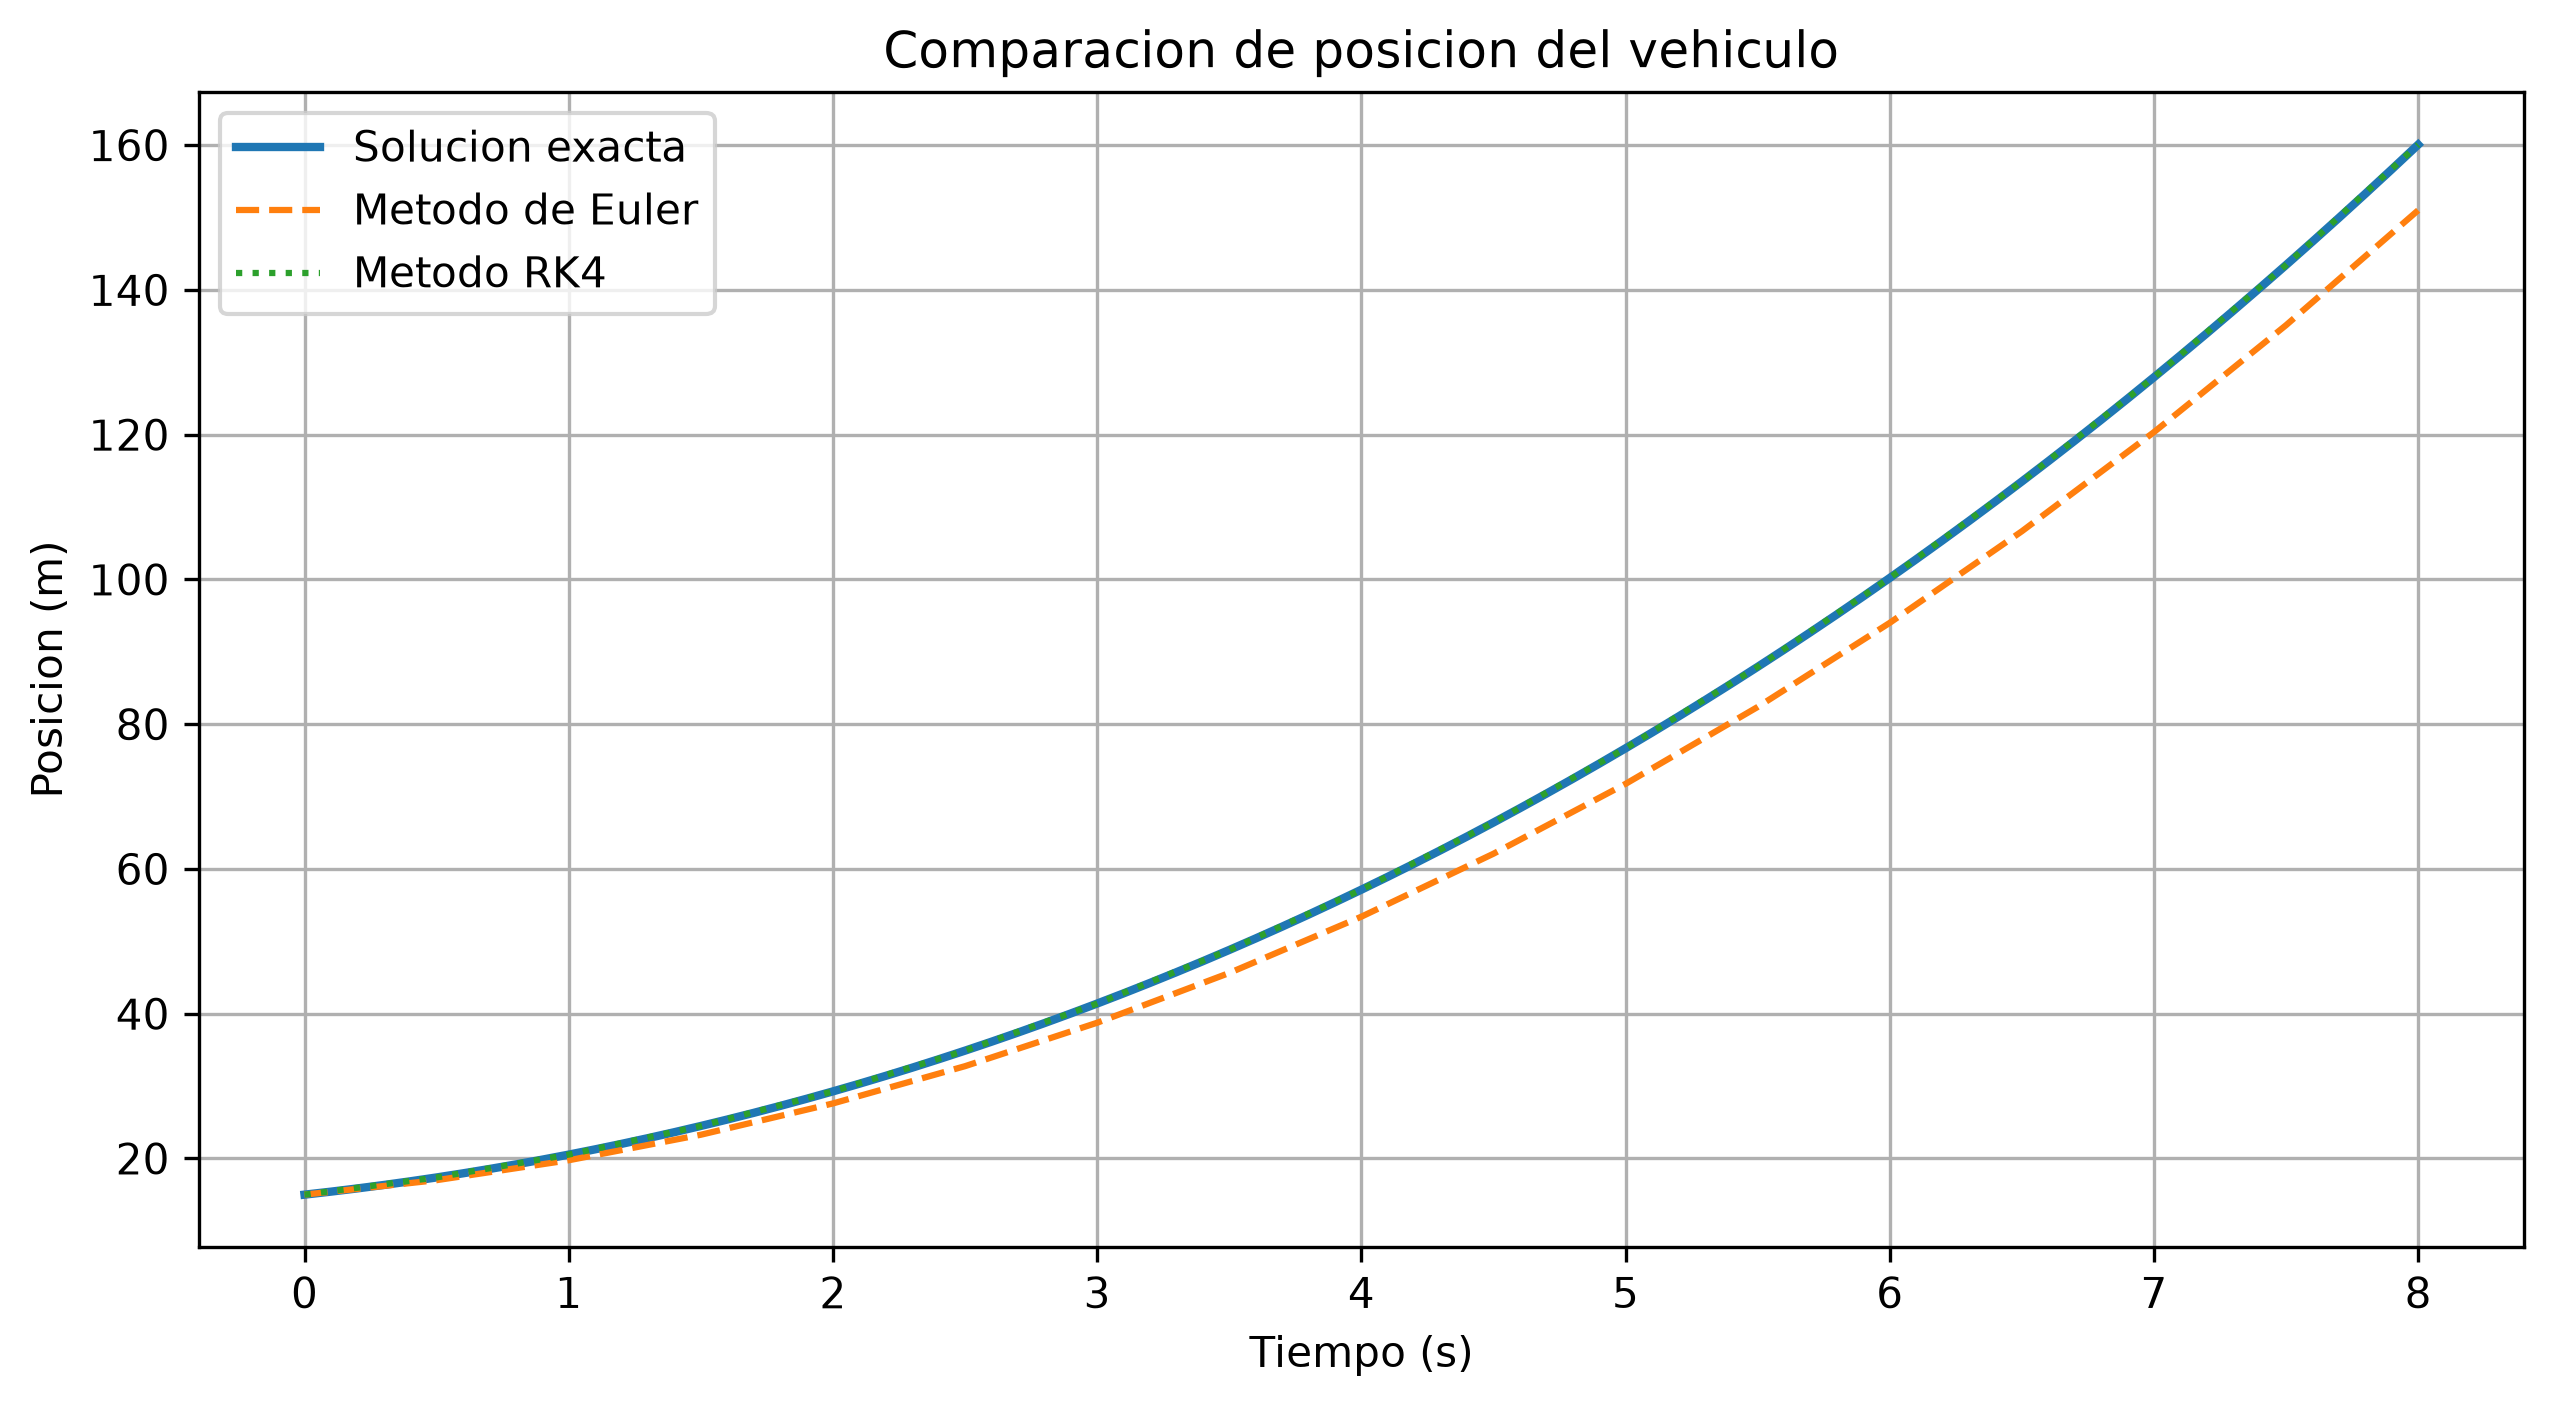 Comparacion de posicion del vehiculo
Solucion exacta
Metodo de Euler
Metodo RK4
160
140
120
100
80
60
40
20
Posicion (m)
0 1 2 3 4 5 6 7 8
Tiempo (s)